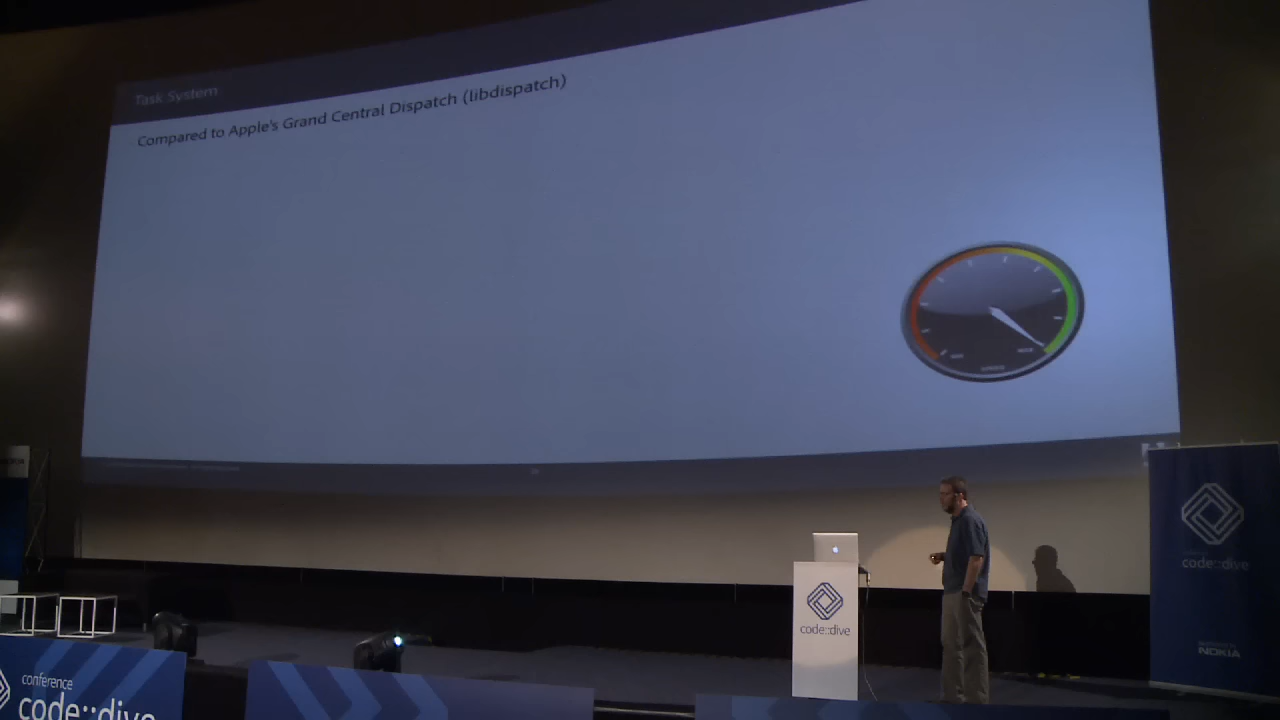 Task System
Compared to Apple's Grand Central Dispatch (libdispatch)
code::dive
code::dive
NOKIA
conference
code::dive